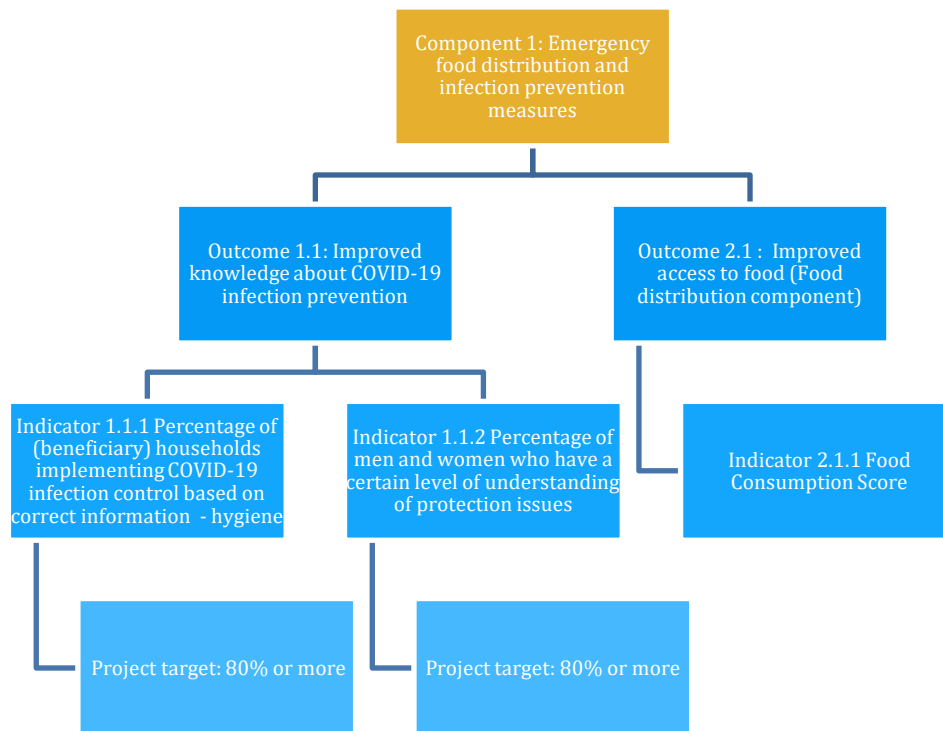 Component 1: Emergency
food distribution and
infection prevention
measures
Outcome 1.1: Improved
knowledge about COVID-19
infection prevention
Outcome 2.1 :  Improved
access to food (Food
distribution component)
Indicator 1.1.1 Percentage of
(beneficiary) households
implementing COVID-19
infection control based on
correct information  - hygiene
Indicator 1.1.2 Percentage of
men and women who have a
certain level of understanding
of protection issues
Indicator 2.1.1 Food
Consumption Score
Project target: 80% or more
Project target: 80% or more